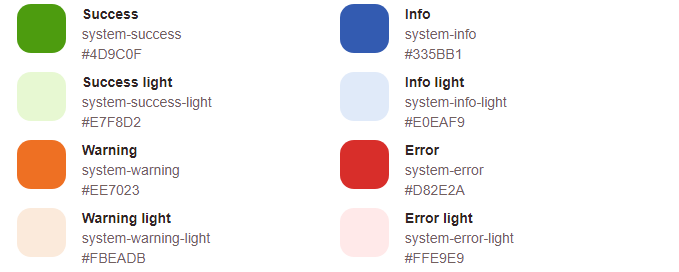 Success
system-success
#4D9C0F
Info
system-info
#335BB1
Success light
system-success-light
#E7F8D2
Info light
system-info-light
#E0EAF9
Warning
system-warning
#EE7023
Error
system-error
#D82E2A
Warning light
system-warning-light
#FBEADB
Error light
system-error-light
#FFE9E9